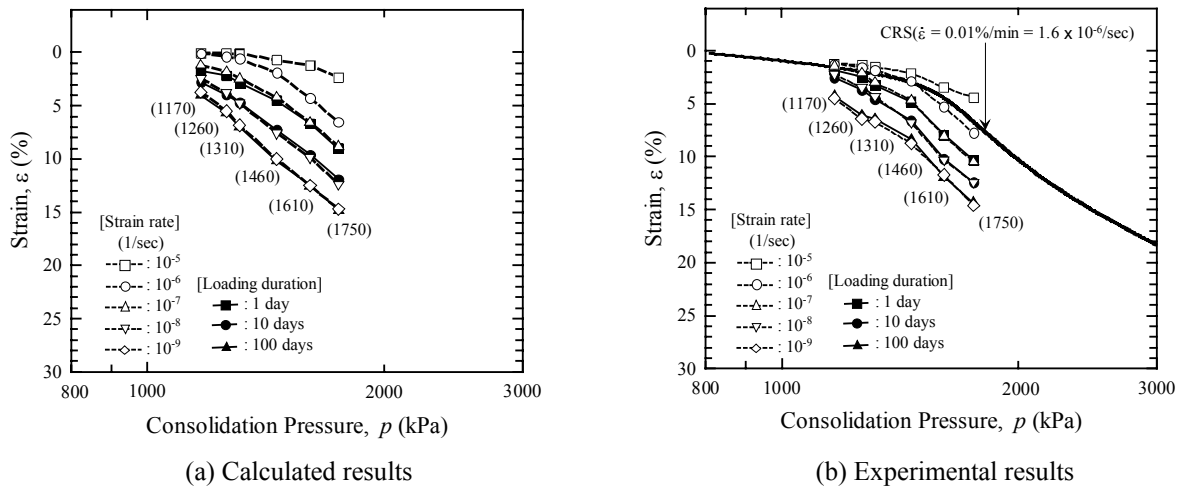 0
5
10
15
20
25
30
Strain, ε (%)
(1170)
(1260)
(1310)
(1460)
(1610)
(1750)
[Strain rate]
(1/sec)
: 10⁻⁵
: 10⁻⁶
: 10⁻⁷
: 10⁻⁸
: 10⁻⁹
[Loading duration]
: 1 day
: 10 days
: 100 days
800
1000
2000
3000
Consolidation Pressure, p (kPa)
(a) Calculated results
CRS(ε̇ = 0.01%/min = 1.6 x 10⁻⁶/sec)
0
5
10
15
20
25
30
Strain, ε (%)
(1170)
(1260)
(1310)
(1460)
(1610)
(1750)
[Strain rate]
(1/sec)
: 10⁻⁵
: 10⁻⁶
: 10⁻⁷
: 10⁻⁸
: 10⁻⁹
[Loading duration]
: 1 day
: 10 days
: 100 days
800
1000
2000
3000
Consolidation Pressure, p (kPa)
(b) Experimental results